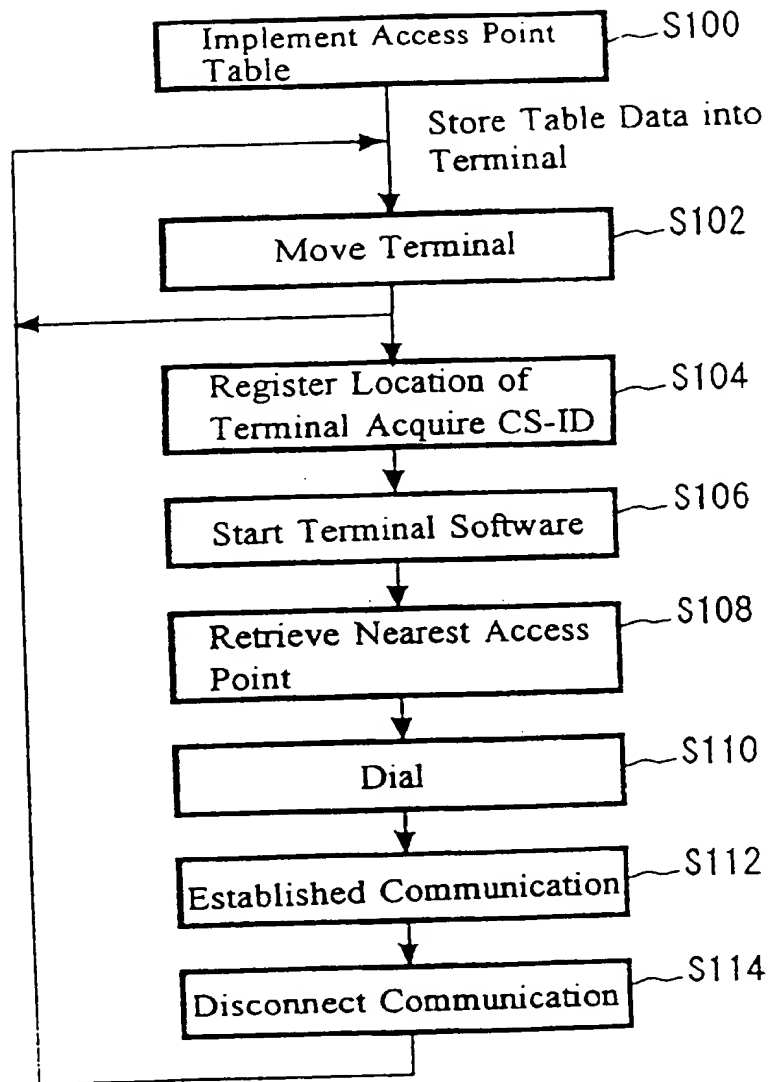 Implement Access Point
Table
S100
Store Table Data into
Terminal
Move Terminal
S102
Register Location of
Terminal Acquire CS-ID
S104
Start Terminal Software
S106
Retrieve Nearest Access
Point
S108
Dial
S110
Established Communication
S112
Disconnect Communication
S114